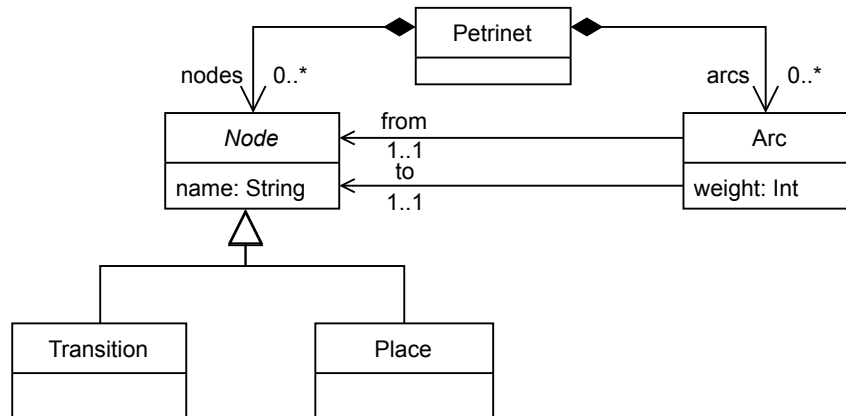 Petrinet
nodes 0..*
arcs 0..*
Node
from
1..1
Arc
name: String
to
1..1
weight: Int
Transition
Place